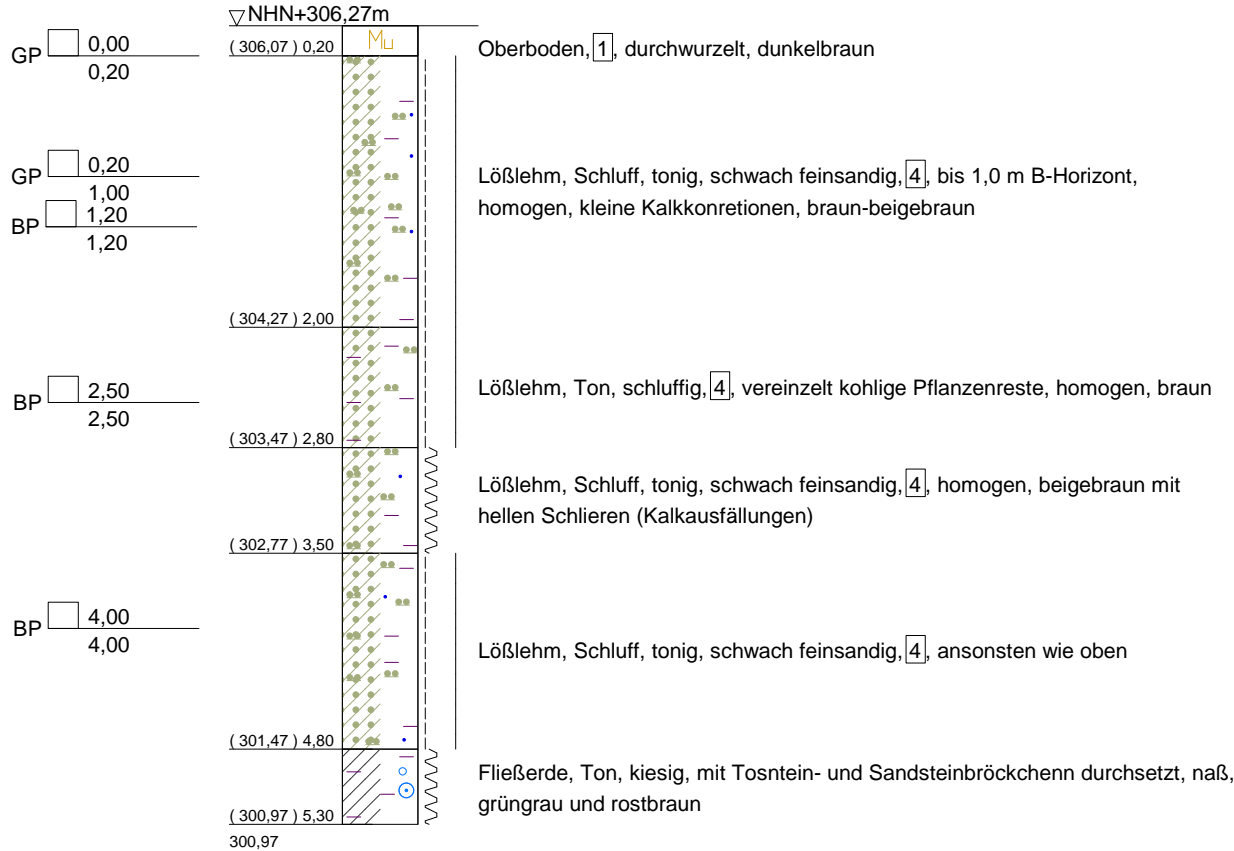 NHN+306,27m
GP 0,00
0,20
( 306,07 ) 0,20
Mu
Oberboden, 1, durchwurzelt, dunkelbraun
GP 0,20
1,00
BP 1,20
1,20
Lößlehm, Schluff, tonig, schwach feinsandig, 4, bis 1,0 m B-Horizont,
homogen, kleine Kalkkonretionen, braun-beigebraun
( 304,27 ) 2,00
BP 2,50
2,50
Lößlehm, Ton, schluffig, 4, vereinzelt kohlige Pflanzenreste, homogen, braun
( 303,47 ) 2,80
Lößlehm, Schluff, tonig, schwach feinsandig, 4, homogen, beigebraun mit
hellen Schlieren (Kalkausfällungen)
( 302,77 ) 3,50
BP 4,00
4,00
Lößlehm, Schluff, tonig, schwach feinsandig, 4, ansonsten wie oben
( 301,47 ) 4,80
Fließerde, Ton, kiesig, mit Tosntein- und Sandsteinbröckchenn durchsetzt, naß,
grüngrau und rostbraun
( 300,97 ) 5,30
300,97